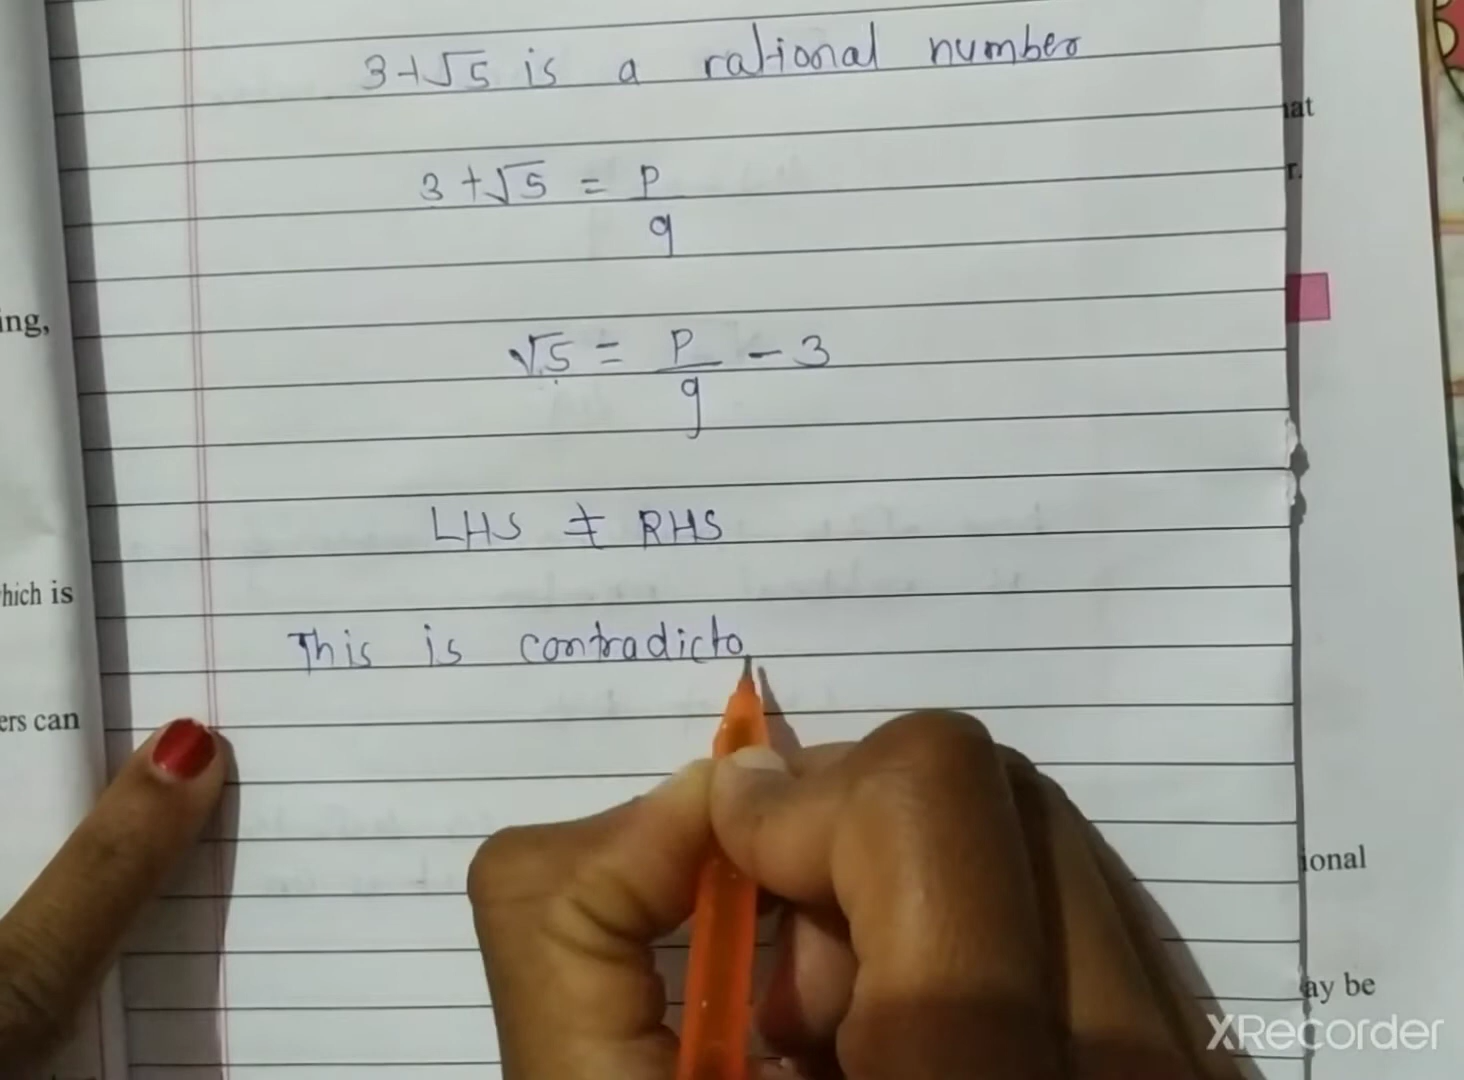 3+√5 is a rational number
3+√5 = p/q
√5 = p/q - 3
LHS ≠ RHS
This is contradicto
ing,
hich is
ers can
at
r.
ional
ay be
XRecorder